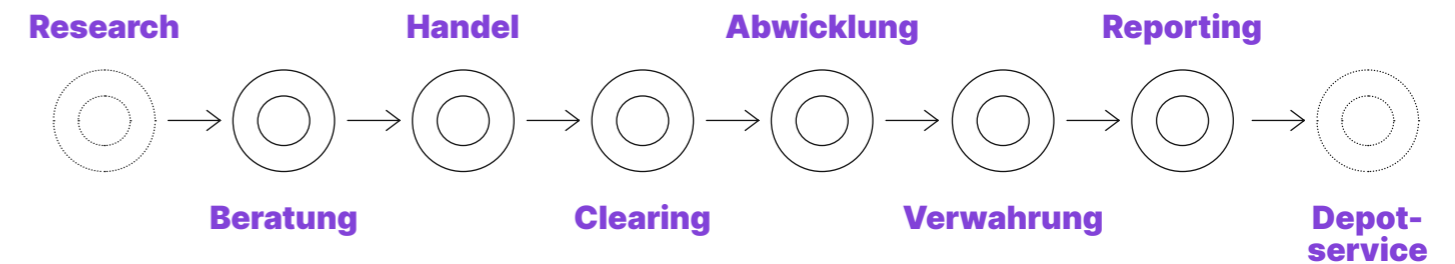 Research
Handel
Abwicklung
Reporting
Beratung
Clearing
Verwahrung
Depot-
service